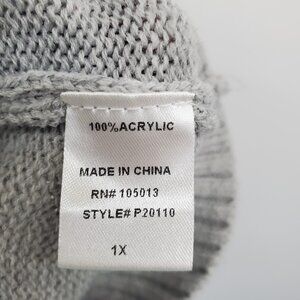 100%ACRYLIC
MADE IN CHINA
RN# 105013
STYLE# P20110
1X